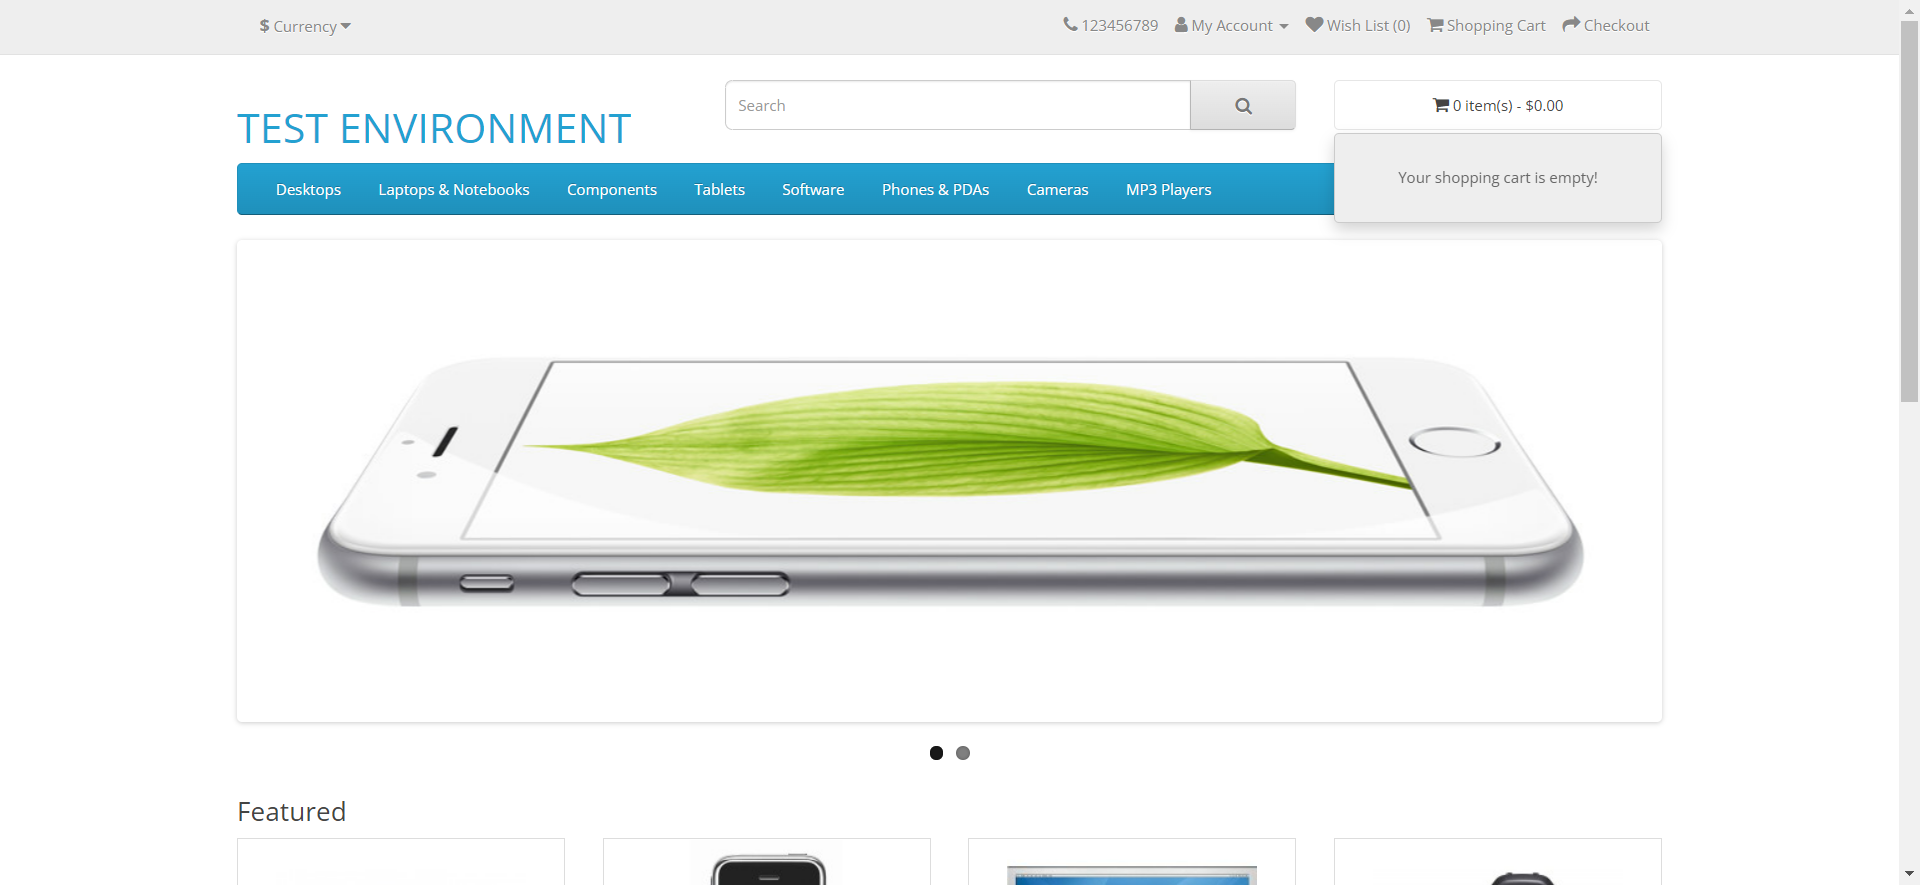 $ Currency
123456789
My Account
Wish List (0)
Shopping Cart
Checkout
TEST ENVIRONMENT
Search
0 item(s) - $0.00
Your shopping cart is empty!
Desktops
Laptops & Notebooks
Components
Tablets
Software
Phones & PDAs
Cameras
MP3 Players
Featured